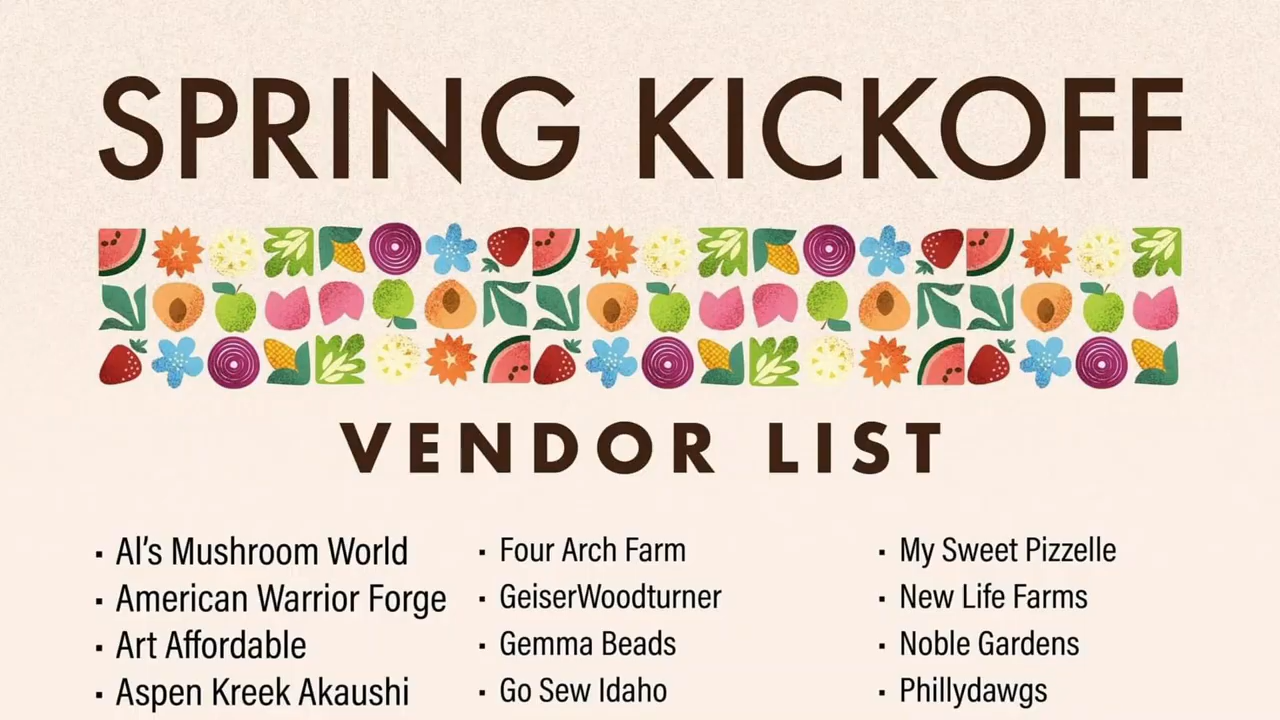 SPRING KICKOFF
VENDOR LIST
▪ Al's Mushroom World
▪ American Warrior Forge
▪ Art Affordable
▪ Aspen Kreek Akaushi
▪ Four Arch Farm
▪ GeiserWoodturner
▪ Gemma Beads
▪ Go Sew Idaho
▪ My Sweet Pizzelle
▪ New Life Farms
▪ Noble Gardens
▪ Phillydawgs